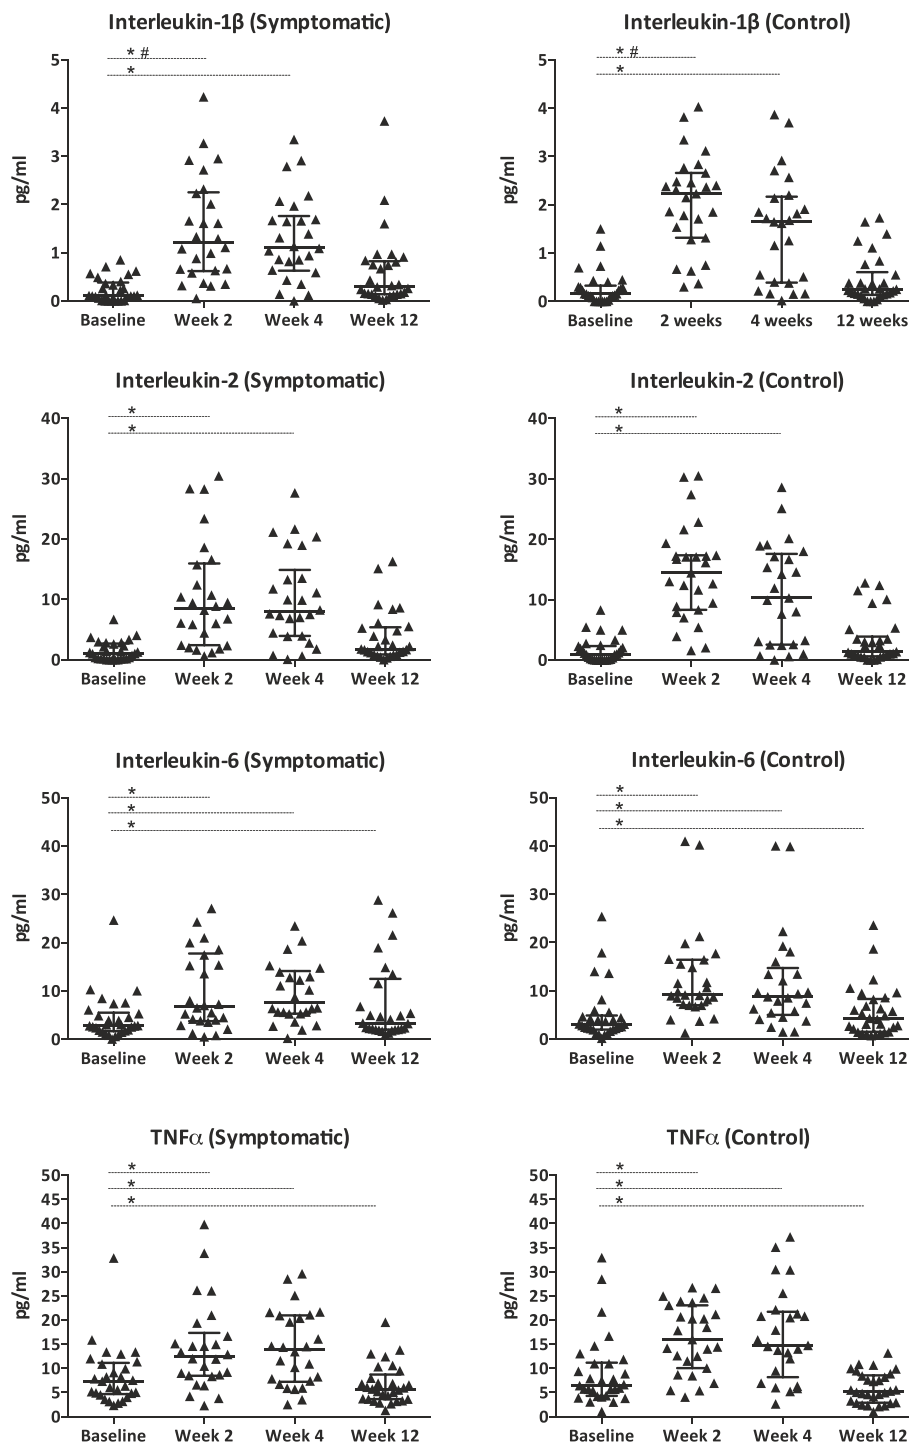 Interleukin-1β (Symptomatic)
Interleukin-1β (Control)
* #
*
5
4
3
2
1
0
pg/ml
Baseline
Week 2
Week 4
Week 12
* #
*
5
4
3
2
1
0
pg/ml
Baseline
2 weeks
4 weeks
12 weeks
Interleukin-2 (Symptomatic)
Interleukin-2 (Control)
*
*
40
30
20
10
0
pg/ml
Baseline
Week 2
Week 4
Week 12
*
*
40
30
20
10
0
pg/ml
Baseline
Week 2
Week 4
Week 12
Interleukin-6 (Symptomatic)
Interleukin-6 (Control)
*
*
*
50
40
30
20
10
0
pg/ml
Baseline
Week 2
Week 4
Week 12
*
*
*
50
40
30
20
10
0
pg/ml
Baseline
Week 2
Week 4
Week 12
TNFα (Symptomatic)
TNFα (Control)
*
*
*
50
45
40
35
30
25
20
15
10
5
0
pg/ml
Baseline
Week 2
Week 4
Week 12
*
*
*
50
45
40
35
30
25
20
15
10
5
0
pg/ml
Baseline
Week 2
Week 4
Week 12